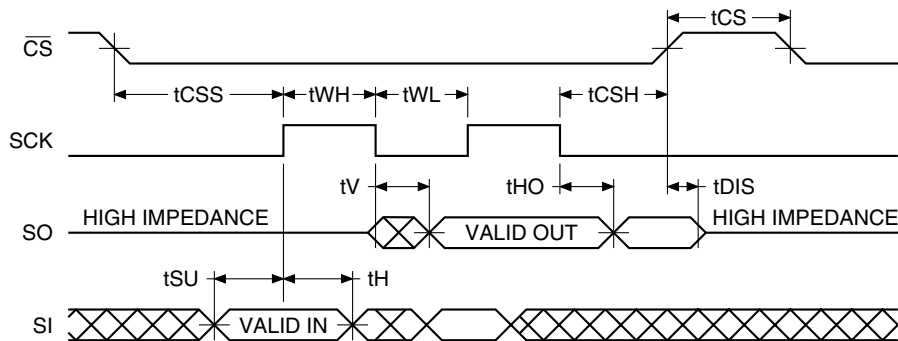 tCS
CS
tCSS
tWH
tWL
tCSH
SCK
tV
tHO
tDIS
HIGH IMPEDANCE
VALID OUT
HIGH IMPEDANCE
SO
tSU
tH
SI
VALID IN